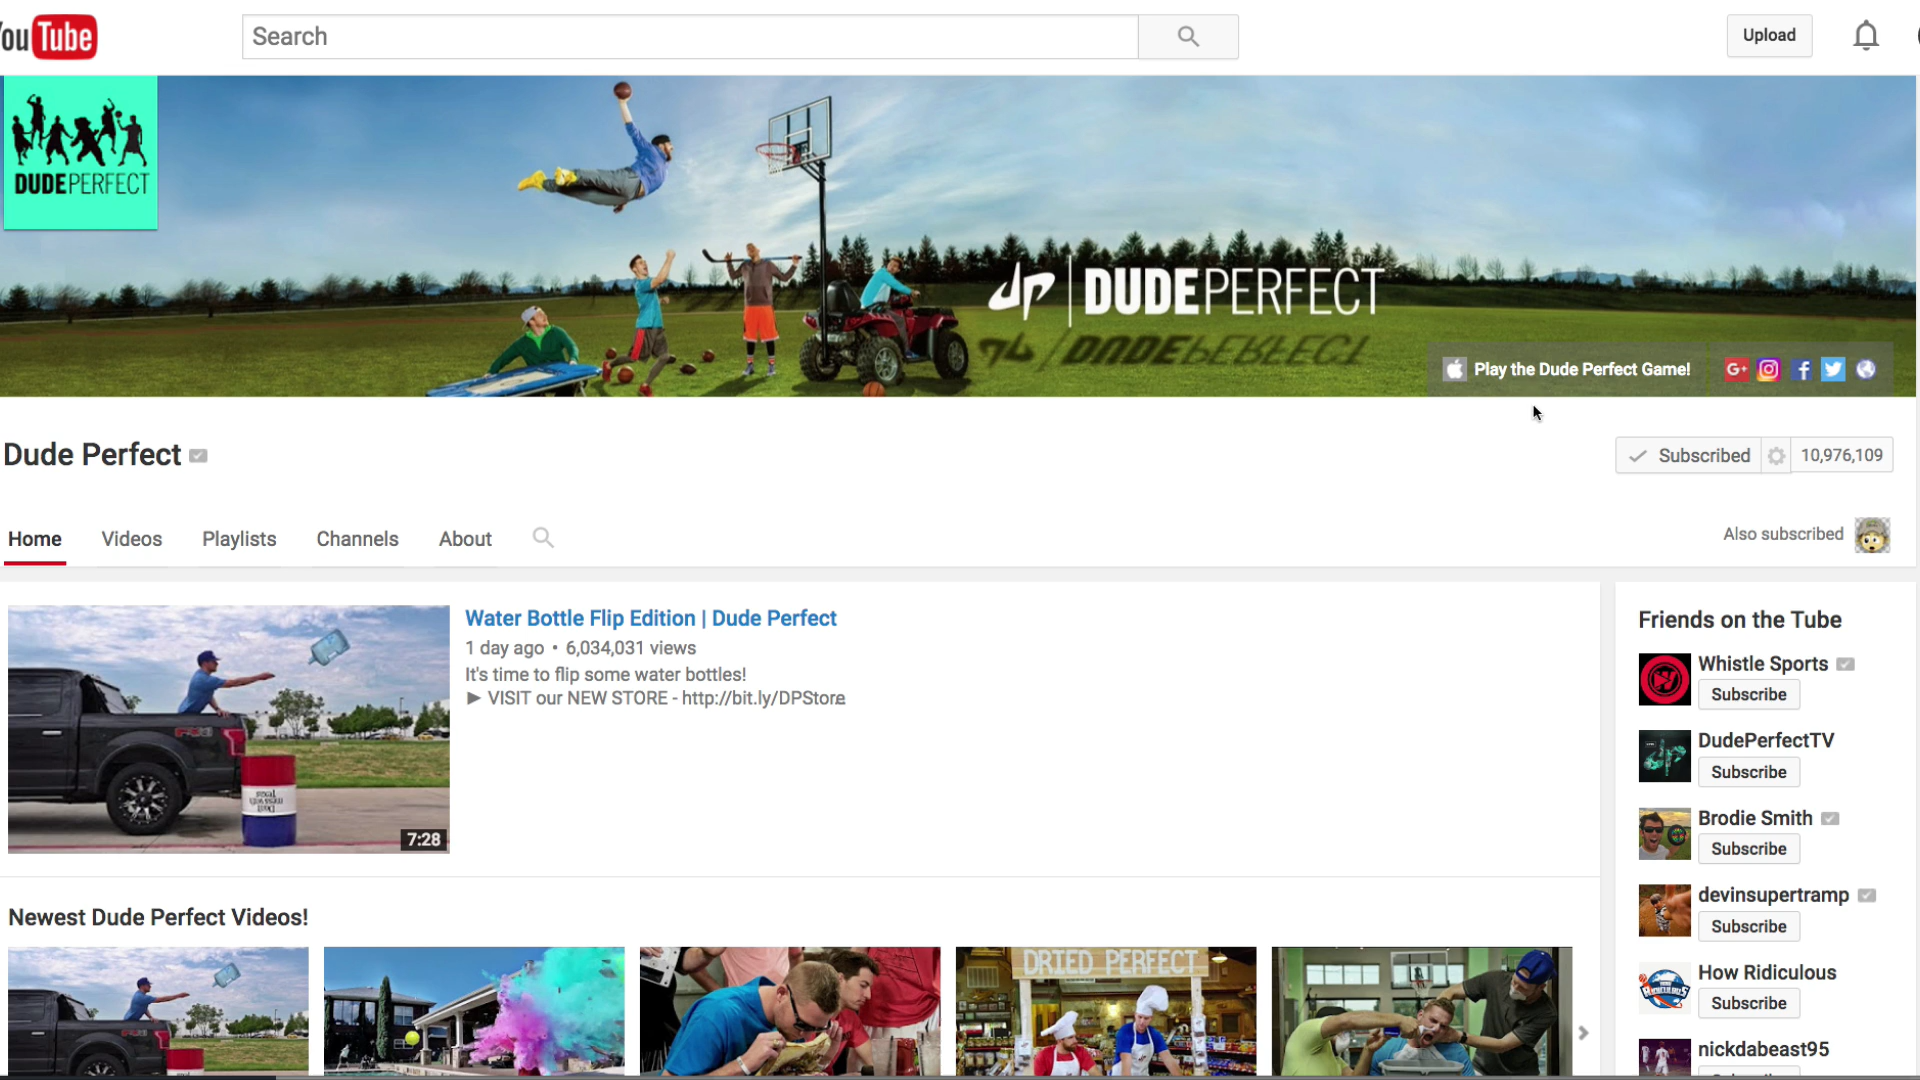 You Tube
Search
Upload
DUDEPERFECT
dp DUDEPERFECT
Play the Dude Perfect Game!
G+
Dude Perfect
Subscribed
10,976,109
Home
Videos
Playlists
Channels
About
Also subscribed
Water Bottle Flip Edition | Dude Perfect
1 day ago • 6,034,031 views
It's time to flip some water bottles!
► VISIT our NEW STORE - http://bit.ly/DPStore
7:28
Newest Dude Perfect Videos!
DRIED PERFECT
Friends on the Tube
Whistle Sports
Subscribe
DudePerfectTV
Subscribe
Brodie Smith
Subscribe
devinsupertramp
Subscribe
How Ridiculous
Subscribe
nickdabeast95